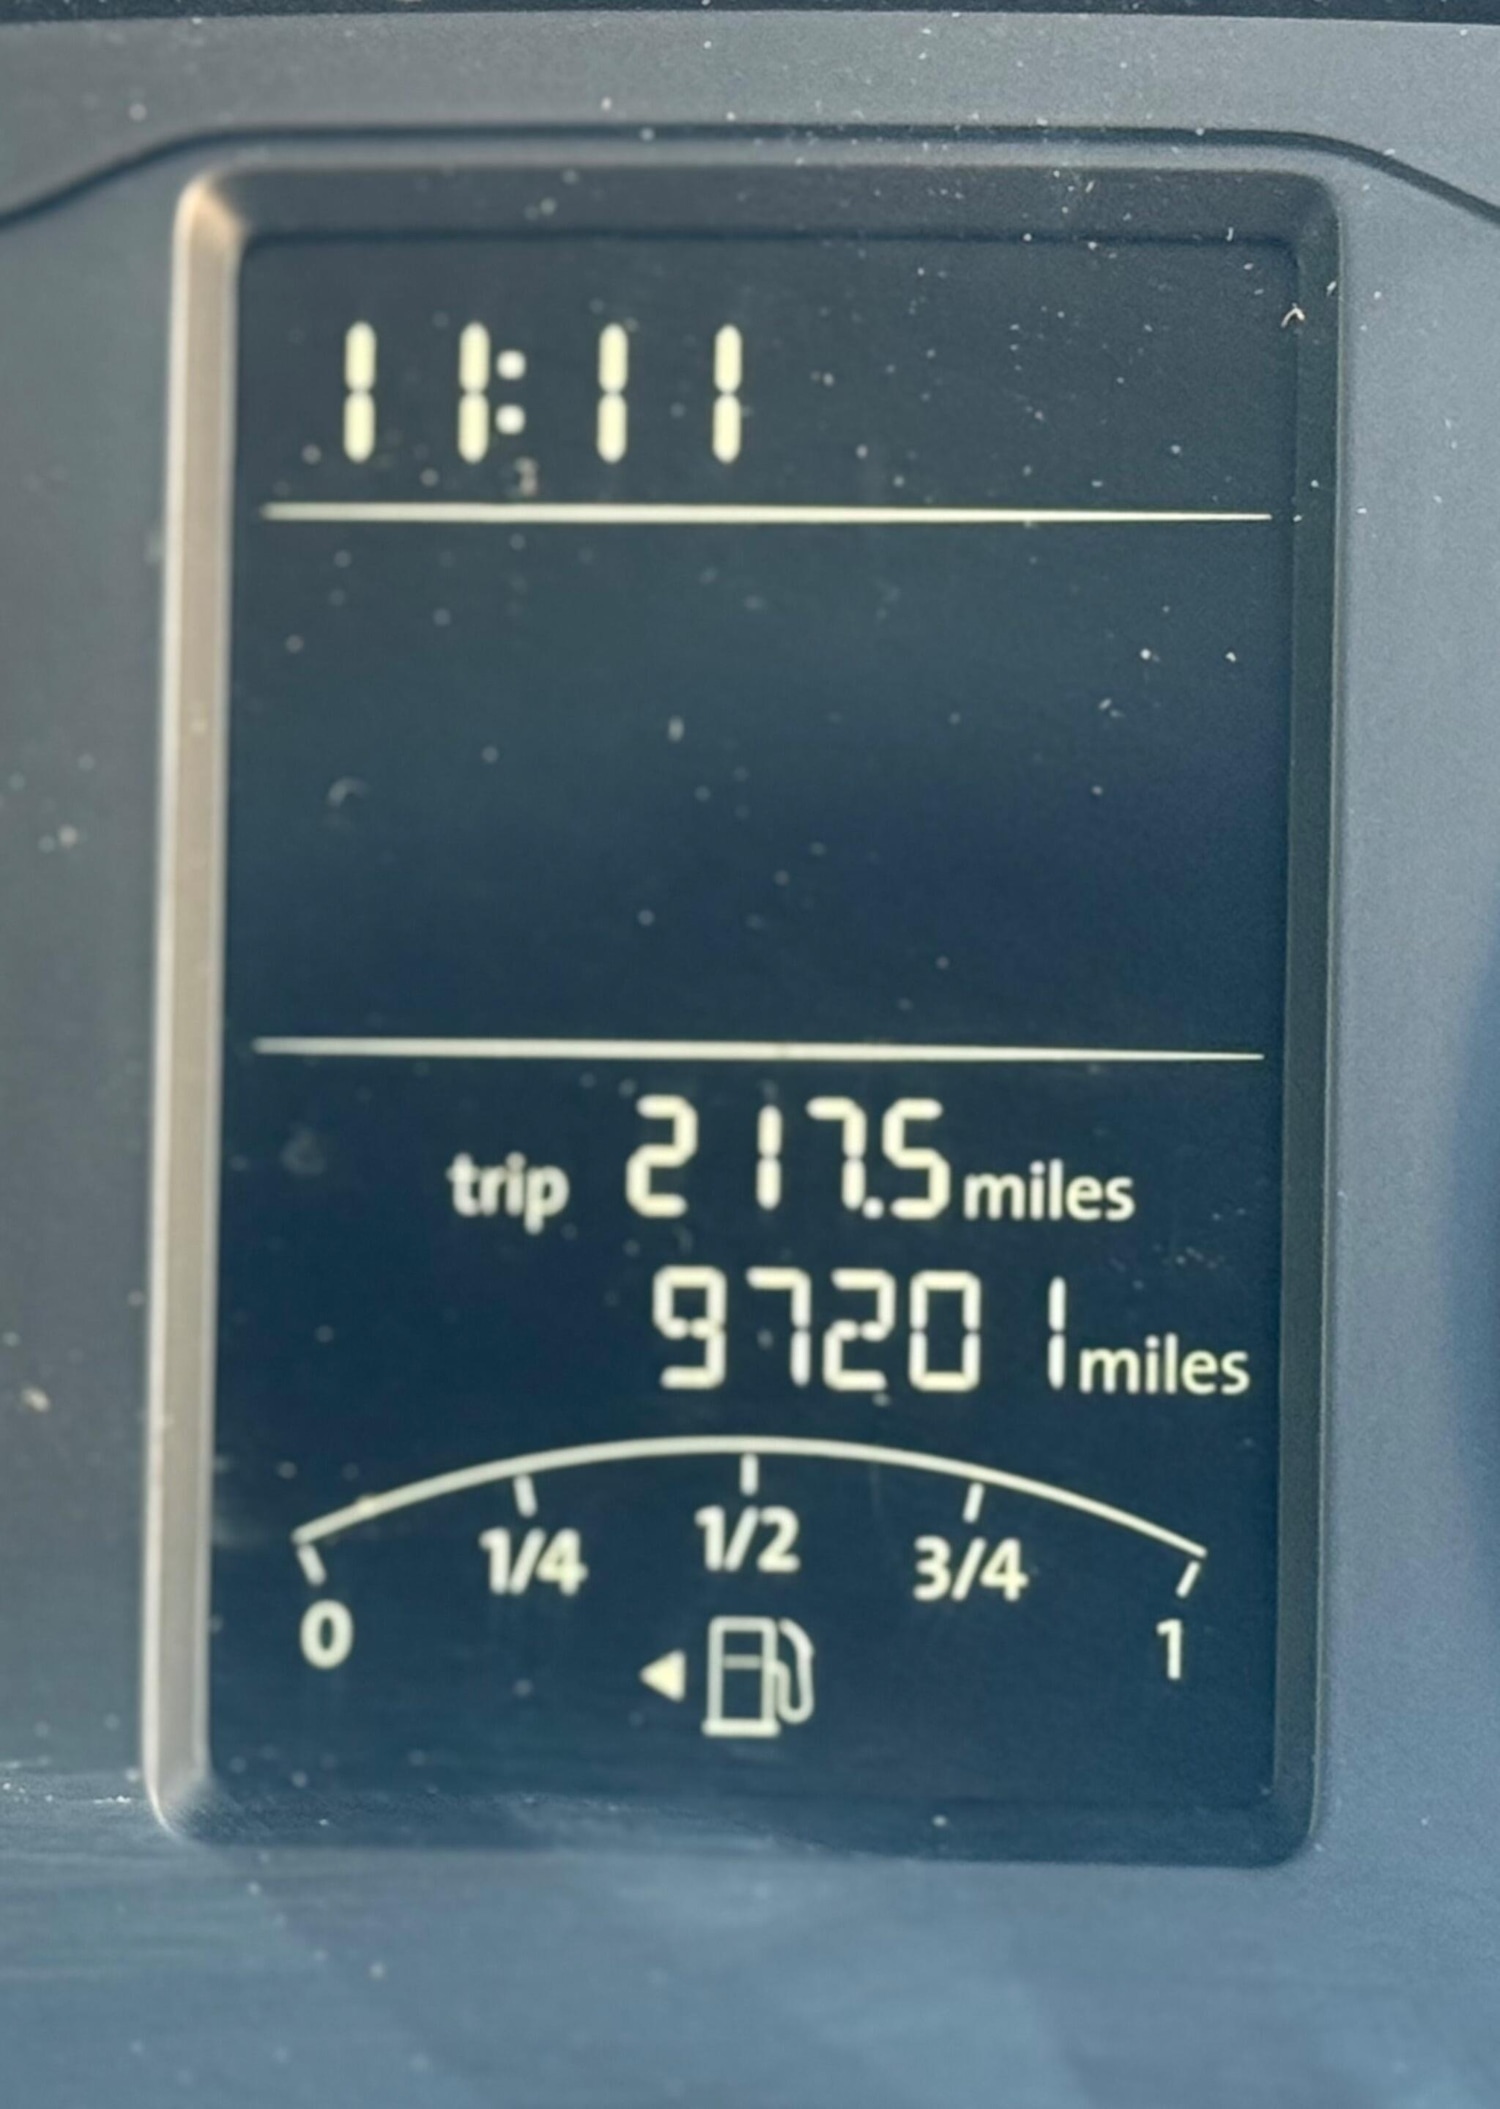 11:11
trip 217.5 miles
97201 miles
0 1/4 1/2 3/4 1